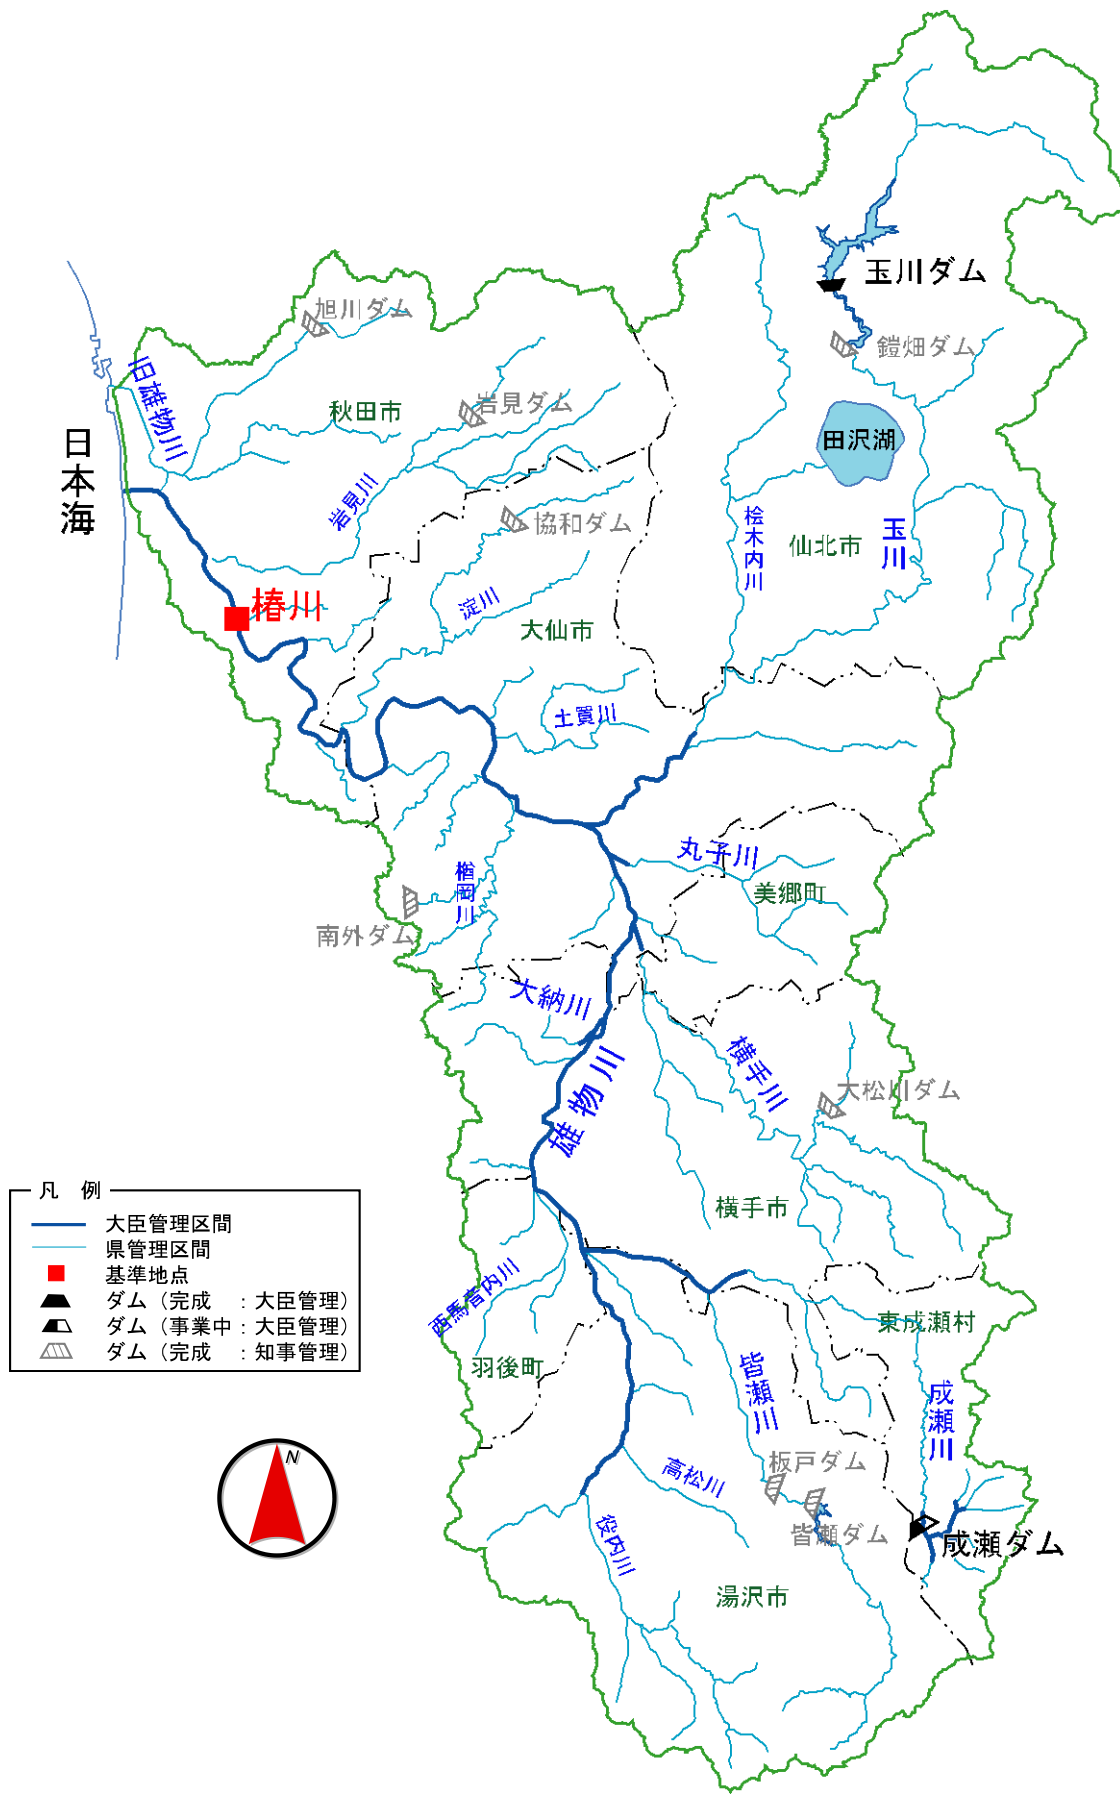 玉川ダム
旭川ダム
鎧畑ダム
旧雄物川
秋田市
岩見ダム
田沢湖
日本海
岩見川
協和ダム
桧木内川
仙北市
玉川
椿川
淀川
大仙市
土買川
丸子川
美郷町
楢岡川
南外ダム
大納川
横手川
雄物川
大松川ダム
横手市
凡 例
大臣管理区間
県管理区間
基準地点
ダム（完成 ：大臣管理）
ダム（事業中：大臣管理）
ダム（完成 ：知事管理）
西馬音内川
東成瀬村
羽後町
皆瀬川
成瀬川
N
板戸ダム
高松川
皆瀬ダム
成瀬ダム
役内川
湯沢市